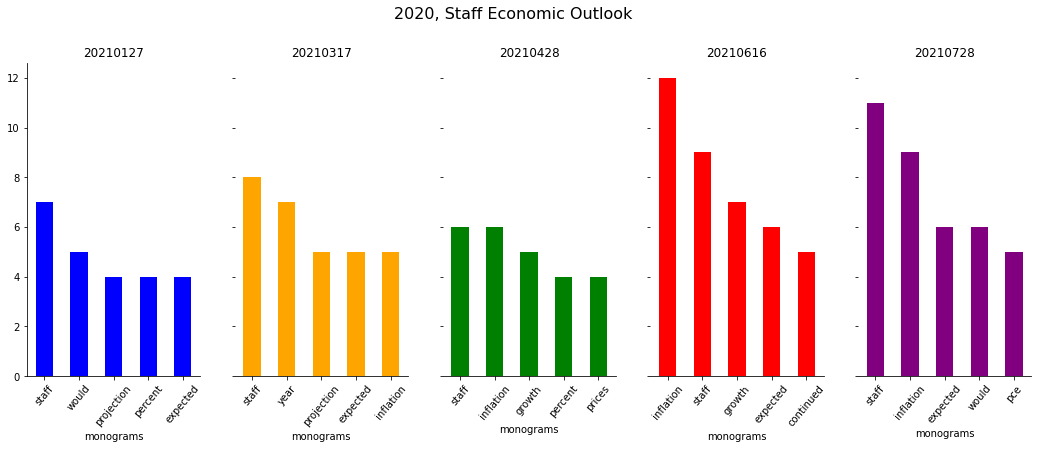 2020, Staff Economic Outlook
20210127
20210317
20210428
20210616
20210728
12
10
8
6
4
2
0
staff would projection percent expected
staff year projection expected inflation
staff inflation growth percent prices
inflation staff growth expected continued
staff inflation expected would pce
monograms
monograms
monograms
monograms
monograms